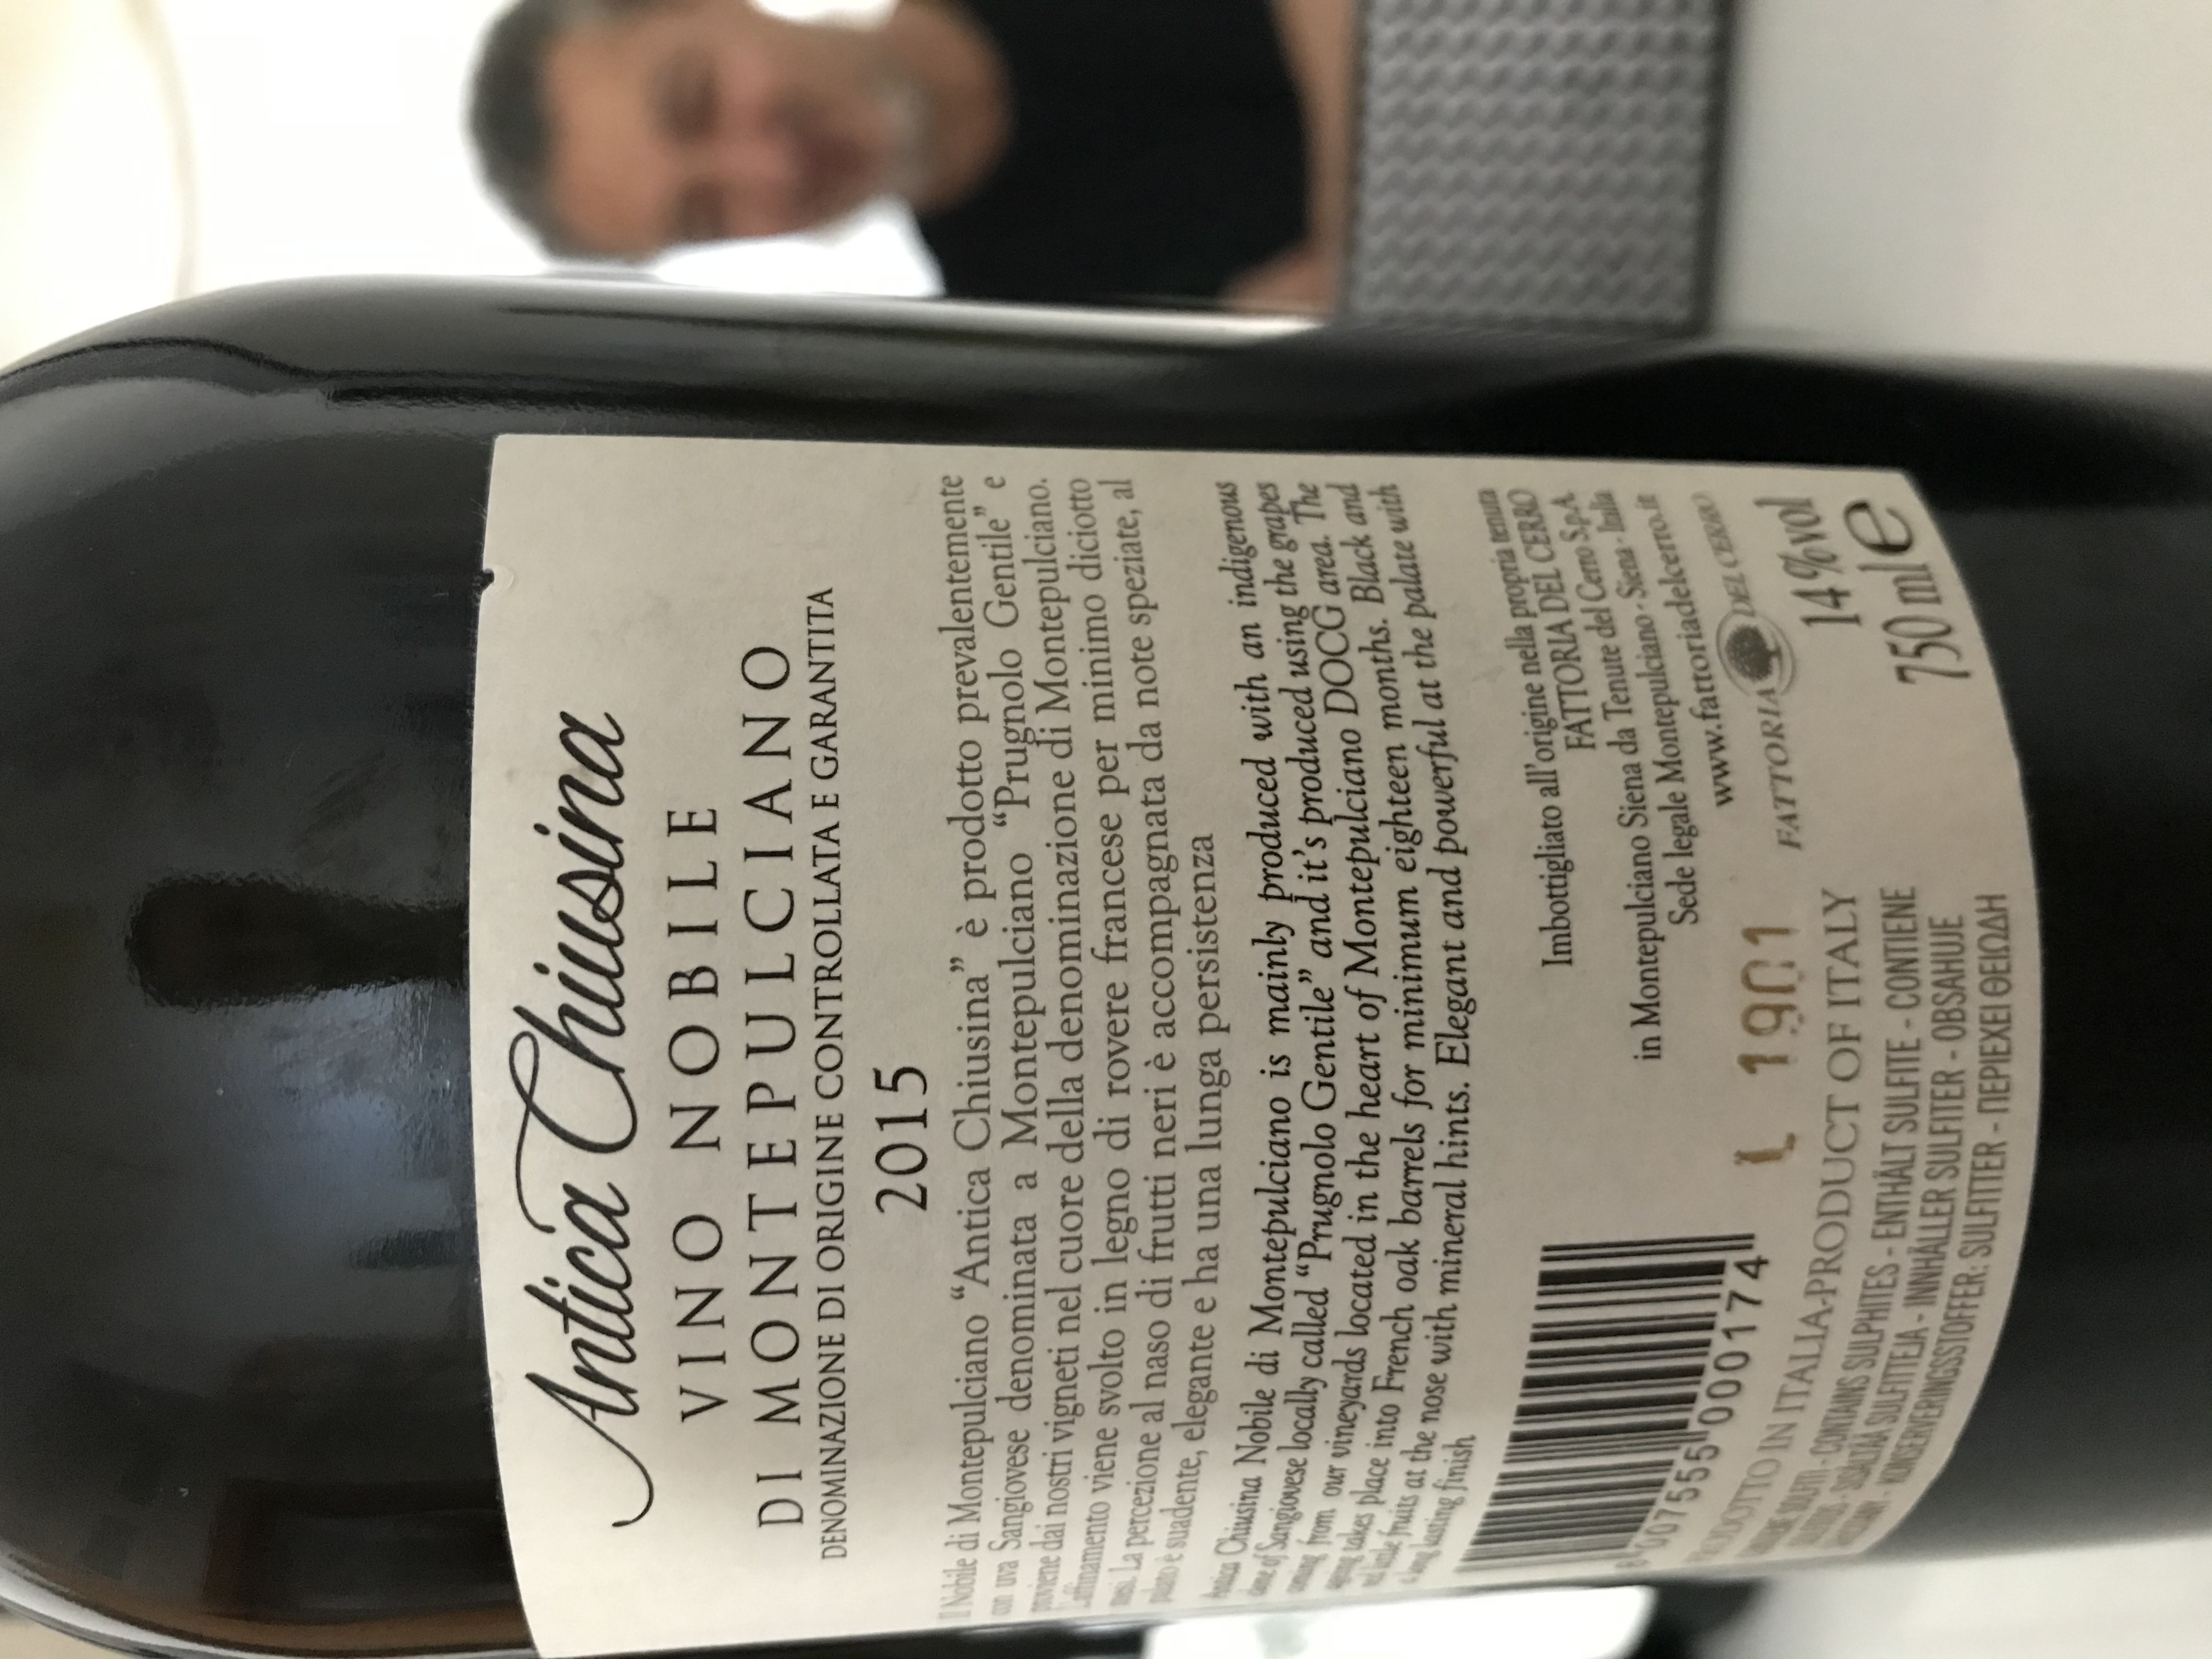 Antica Chiusina
VINO NOBILE
DI MONTEPULCIANO
DENOMINAZIONE DI ORIGINE CONTROLLATA E GARANTITA
2015
Il Nobile di Montepulciano “Antica Chiusina” è prodotto prevalentemente
con uva Sangiovese denominata a Montepulciano “Prugnolo Gentile” e
proviene dai nostri vigneti nel cuore della denominazione di Montepulciano.
L'affinamento viene svolto in legno di rovere francese per minimo diciotto
mesi. La percezione al naso di frutti neri è accompagnata da note speziate, al
palato è suadente, elegante e ha una lunga persistenza
Antica Chiusina Nobile di Montepulciano is mainly produced with an indigenous
clone of Sangiovese locally called “Prugnolo Gentile” and it's produced using the grapes
coming from our vineyards located in the heart of Montepulciano DOCG area. The
ageing takes place into French oak barrels for minimum eighteen months. Black and
fruits at the nose with mineral hints. Elegant and powerful at the palate with
a long lasting finish
Imbottigliato all'origine nella propria tenuta
FATTORIA DEL CERRO
in Montepulciano Siena da Tenute del Cerro S.p.A.
Sede legale Montepulciano - Siena - Italia
www.fattoriadelcerro.it
FATTORIA DEL CERRO
8 007555 000174
L 1901
14%vol
750 ml e
PRODOTTO IN ITALIA-PRODUCT OF ITALY
SOLFITI - CONTAINS SULPHITES - ENTHÄLT SULFITE - CONTIENE
SULFITOS - SISÄLTÄÄ SULFIITTEJA - INNHÅLLER SULFITER - OBSAHUJE
KONSERVERINGSSTOFFER: SULFITTER - ΠΕΡΙΕΧΕΙ ΘΕΙΩΔΗ